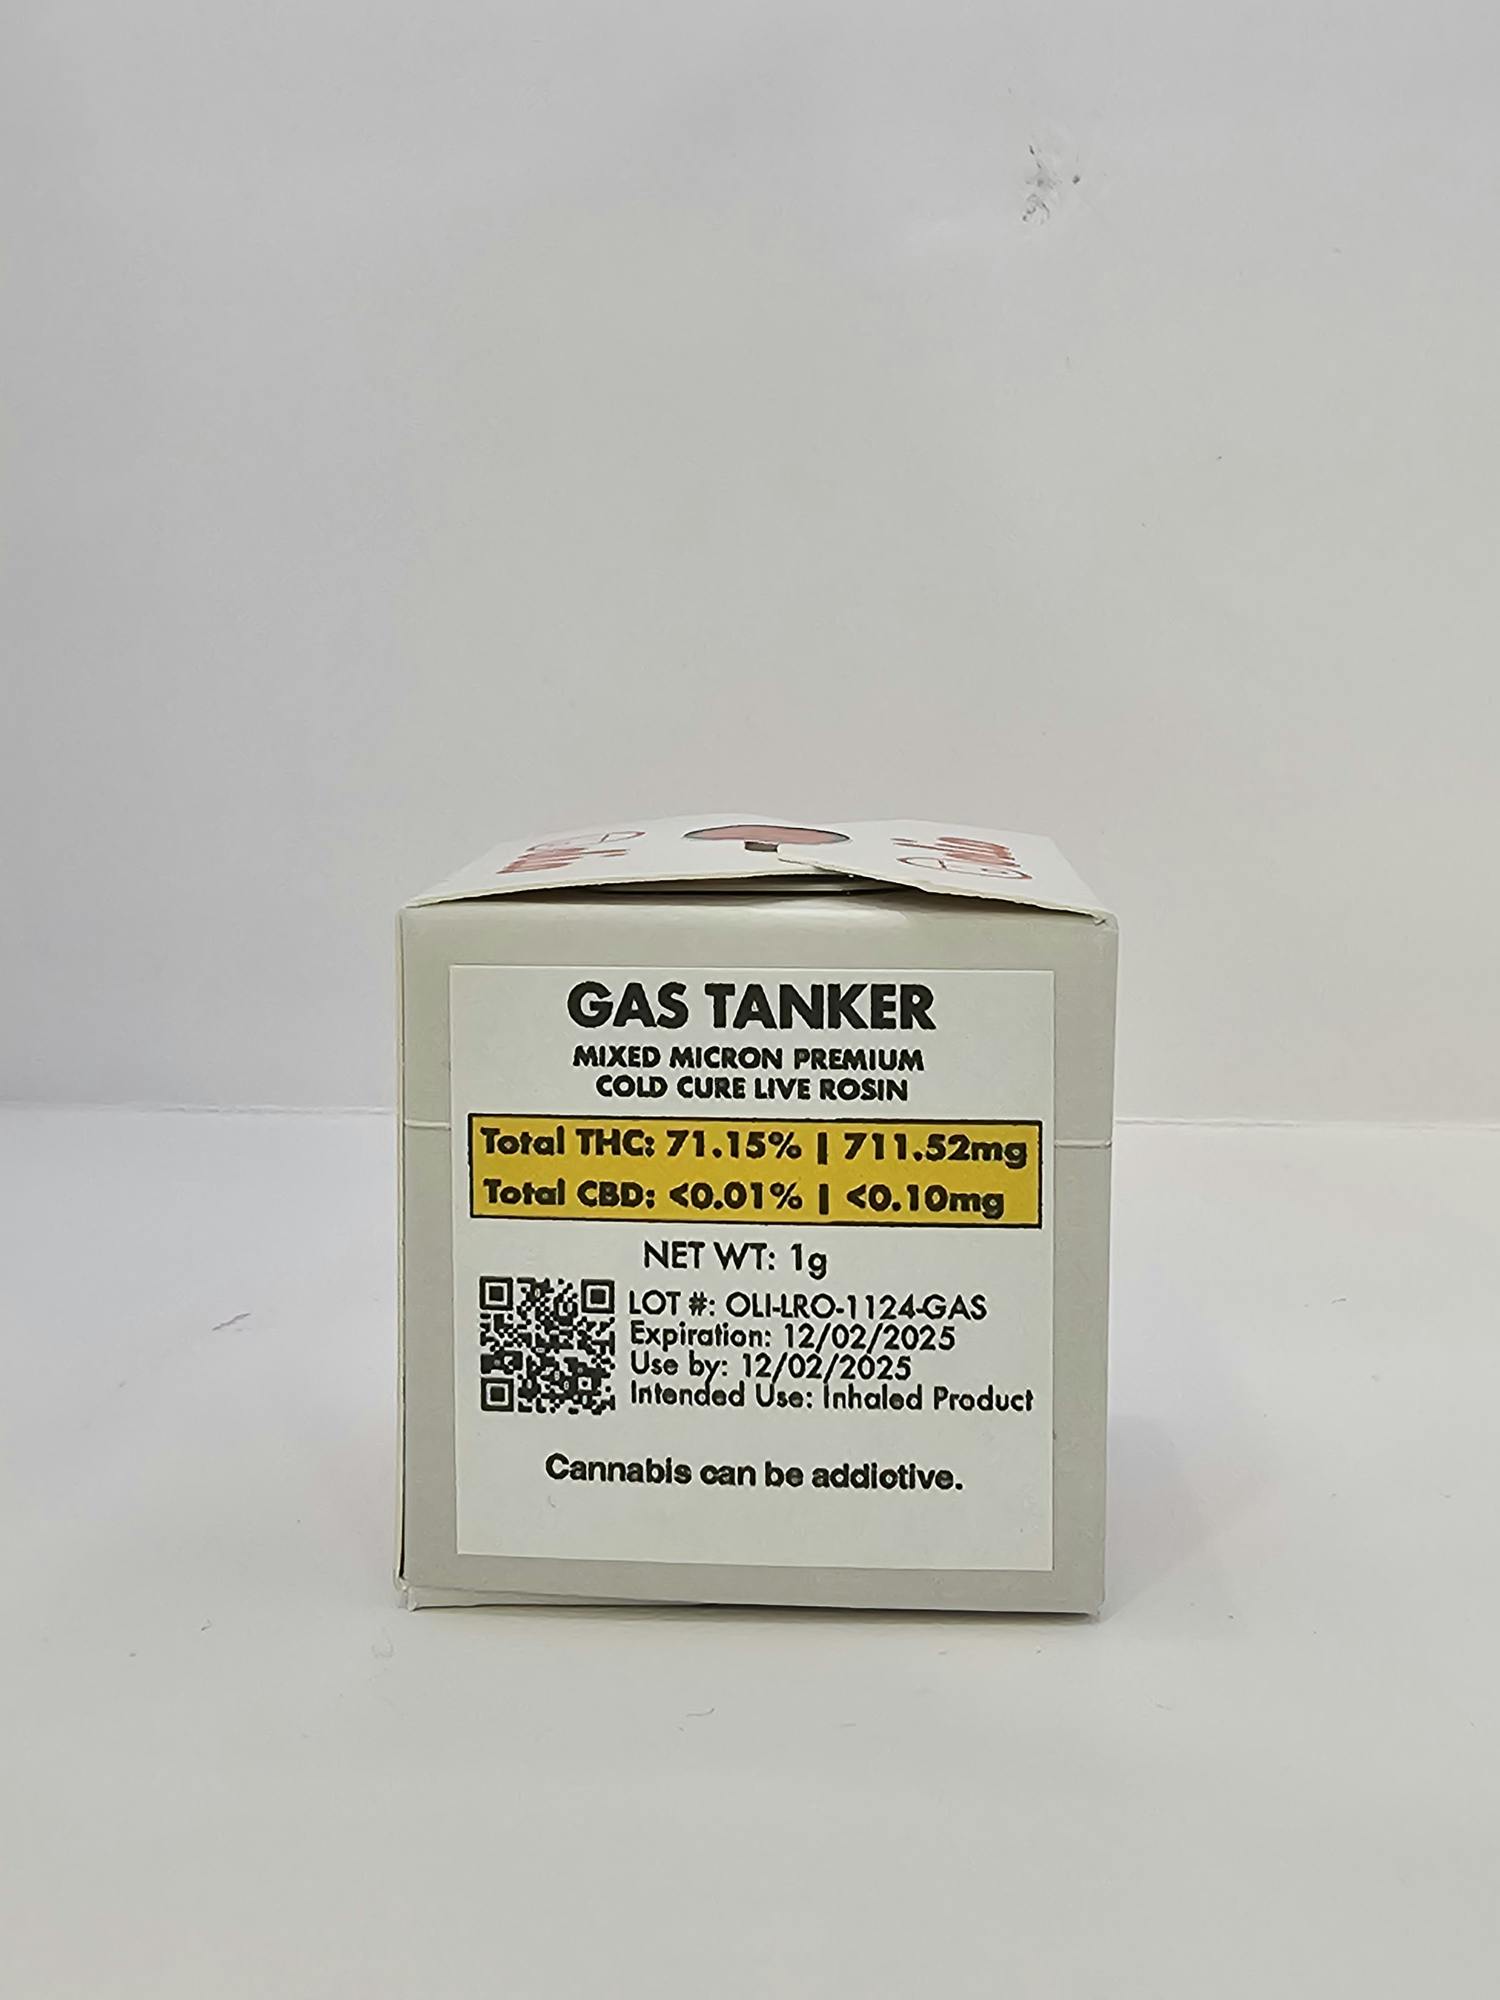 GAS TANKER
MIXED MICRON PREMIUM
COLD CURE LIVE ROSIN
Total THC: 71.15% | 711.52mg
Total CBD: <0.01% | <0.10mg
NET WT: 1g
LOT #: OLI-LRO-1124-GAS
Expiration: 12/02/2025
Use by: 12/02/2025
Intended Use: Inhaled Product
Cannabis can be addictive.